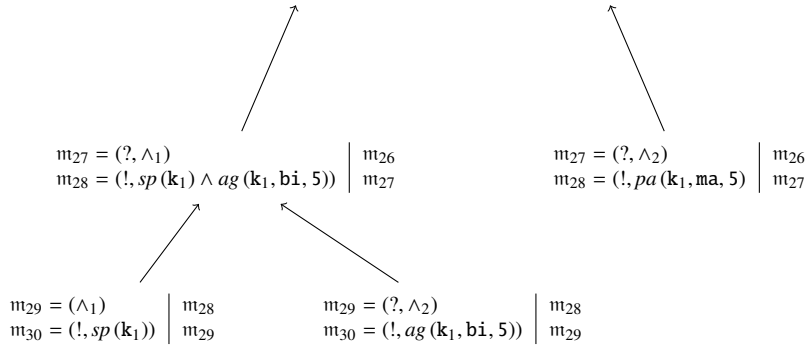 𝔪₂₇ = (?, ∧₁) | 𝔪₂₆
𝔪₂₈ = (!, sp(k₁) ∧ ag(k₁, bi, 5)) | 𝔪₂₇
𝔪₂₇ = (?, ∧₂) | 𝔪₂₆
𝔪₂₈ = (!, pa(k₁, ma, 5) | 𝔪₂₇
𝔪₂₉ = (∧₁) | 𝔪₂₈
𝔪₃₀ = (!, sp(k₁)) | 𝔪₂₉
𝔪₂₉ = (?, ∧₂) | 𝔪₂₈
𝔪₃₀ = (!, ag(k₁, bi, 5)) | 𝔪₂₉